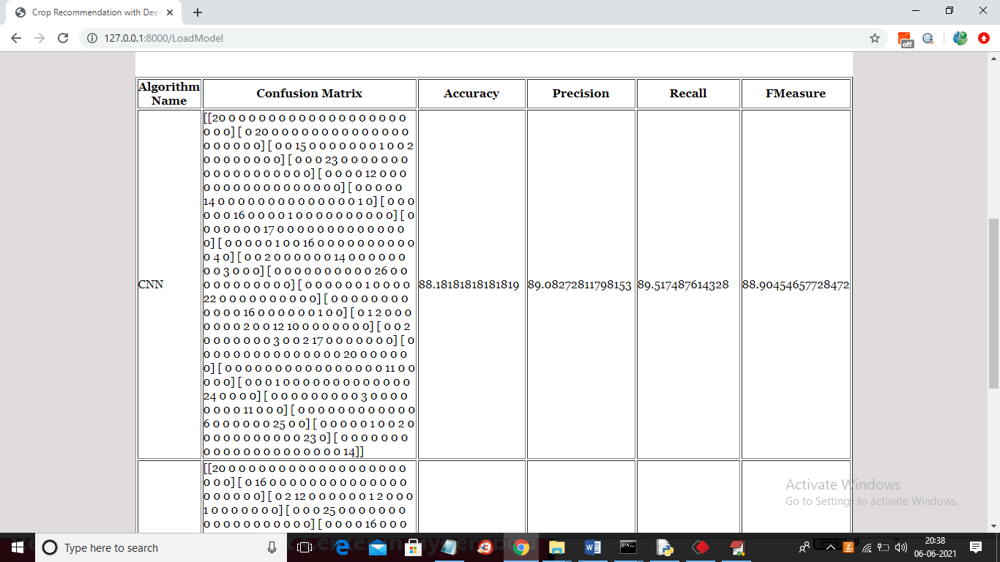 Crop Recommendation with Dee
127.0.0.1:8000/LoadModel
off
Algorithm Name
Confusion Matrix
Accuracy
Precision
Recall
FMeasure
CNN
[[20 0 0 0 0 0 0 0 0 0 0 0 0 0 0 0 0 0 0
0 0 0] [ 0 20 0 0 0 0 0 0 0 0 0 0 0 0 0 0
0 0 0 0 0 0] [ 0 0 15 0 0 0 0 0 0 0 1 0 0 2
0 0 0 0 0 0 0 0] [ 0 0 0 23 0 0 0 0 0 0 0
0 0 0 0 0 0 0 0 0 0 0] [ 0 0 0 0 12 0 0 0
0 0 0 0 0 0 0 0 0 0 0 0 0 0] [ 0 0 0 0 0
14 0 0 0 0 0 0 0 0 0 0 0 0 0 0 1 0] [ 0 0 0
0 0 0 16 0 0 0 0 1 0 0 0 0 0 0 0 0 0 0] [ 0
0 0 0 0 0 0 17 0 0 0 0 0 0 0 0 0 0 0 0 0
0] [ 0 0 0 0 0 1 0 0 16 0 0 0 0 0 0 0 0 0 0
0 4 0] [ 0 0 2 0 0 0 0 0 0 14 0 0 0 0 0 0
0 0 3 0 0 0] [ 0 0 0 0 0 0 0 0 0 0 26 0 0
0 0 0 0 0 0 0 0 0] [ 0 0 0 0 0 0 1 0 0 0 0
22 0 0 0 0 0 0 0 0 0 0] [ 0 0 0 0 0 0 0 0
0 0 0 0 16 0 0 0 0 0 0 1 0 0] [ 0 1 2 0 0 0
0 0 0 0 2 0 0 12 10 0 0 0 0 0 0 0] [ 0 0 2
0 0 0 0 0 0 0 3 0 0 2 17 0 0 0 0 0 0 0] [ 0
0 0 0 0 0 0 0 0 0 0 0 0 0 0 20 0 0 0 0 0
0] [ 0 0 0 0 0 0 0 0 0 0 0 0 0 0 0 0 11 0 0
0 0 0] [ 0 0 0 1 0 0 0 0 0 0 0 0 0 0 0 0 0
24 0 0 0 0] [ 0 0 0 0 0 0 0 0 0 3 0 0 0 0
0 0 0 0 11 0 0 0] [ 0 0 0 0 0 0 0 0 0 0 0 0
6 0 0 0 0 0 0 25 0 0] [ 0 0 0 0 0 1 0 0 2 0
0 0 0 0 0 0 0 0 0 0 23 0] [ 0 0 0 0 0 0 0
0 0 0 0 0 0 0 0 0 0 0 0 0 0 14]]
88.18181818181819
89.08272811798153
89.517487614328
88.90454657728472
[[20 0 0 0 0 0 0 0 0 0 0 0 0 0 0 0 0 0 0
0 0 0] [ 0 16 0 0 0 0 0 0 0 0 0 0 0 0 0 0
0 0 0 0 0 0] [ 0 2 12 0 0 0 0 0 0 1 2 0 0 0
1 0 0 0 0 0 0 0] [ 0 0 0 25 0 0 0 0 0 0 0
0 0 0 0 0 0 0 0 0 0 0] [ 0 0 0 0 16 0 0 0
Activate Windows
Go to Settings to activate Windows.
Type here to search
20:38
06-06-2021